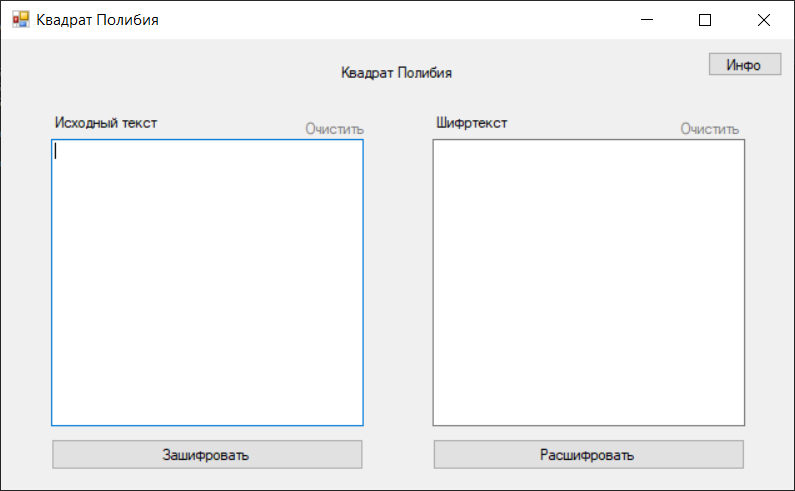 Квадрат Полибия
Квадрат Полибия
Инфо
Исходный текст
Очистить
Шифртекст
Очистить
Зашифровать
Расшифровать